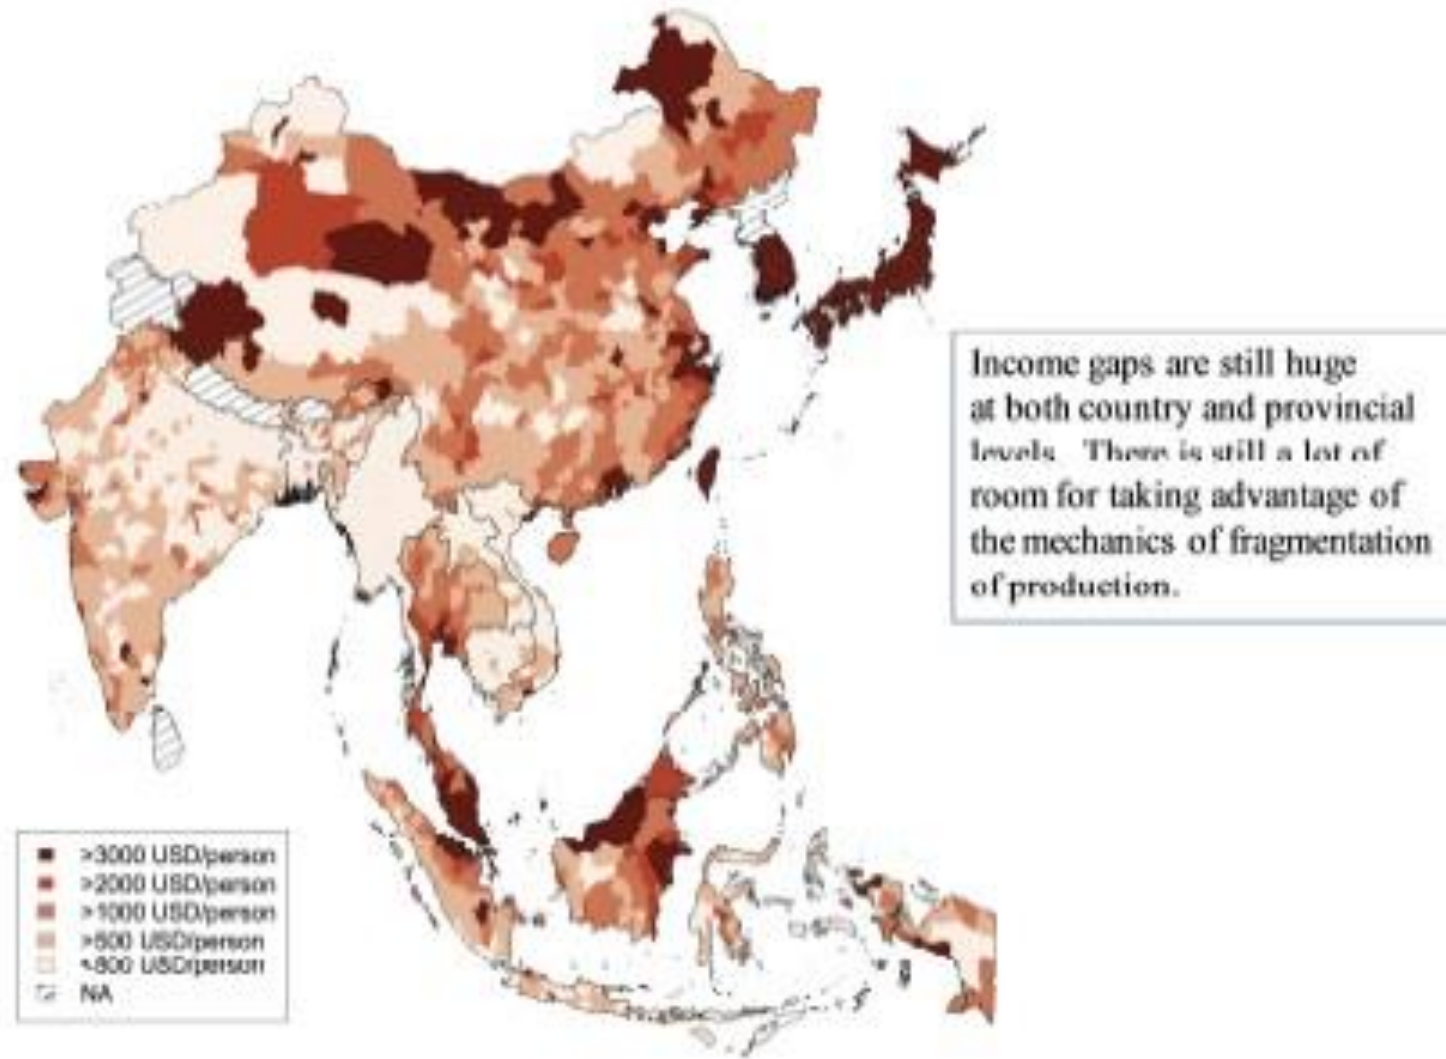 Income gaps are still huge
at both country and provincial
levels. There is still a lot of
room for taking advantage of
the mechanics of fragmentation
of production.
>3000 USD/person
>2000 USD/person
>1000 USD/person
>500 USD/person
USD/person
NA